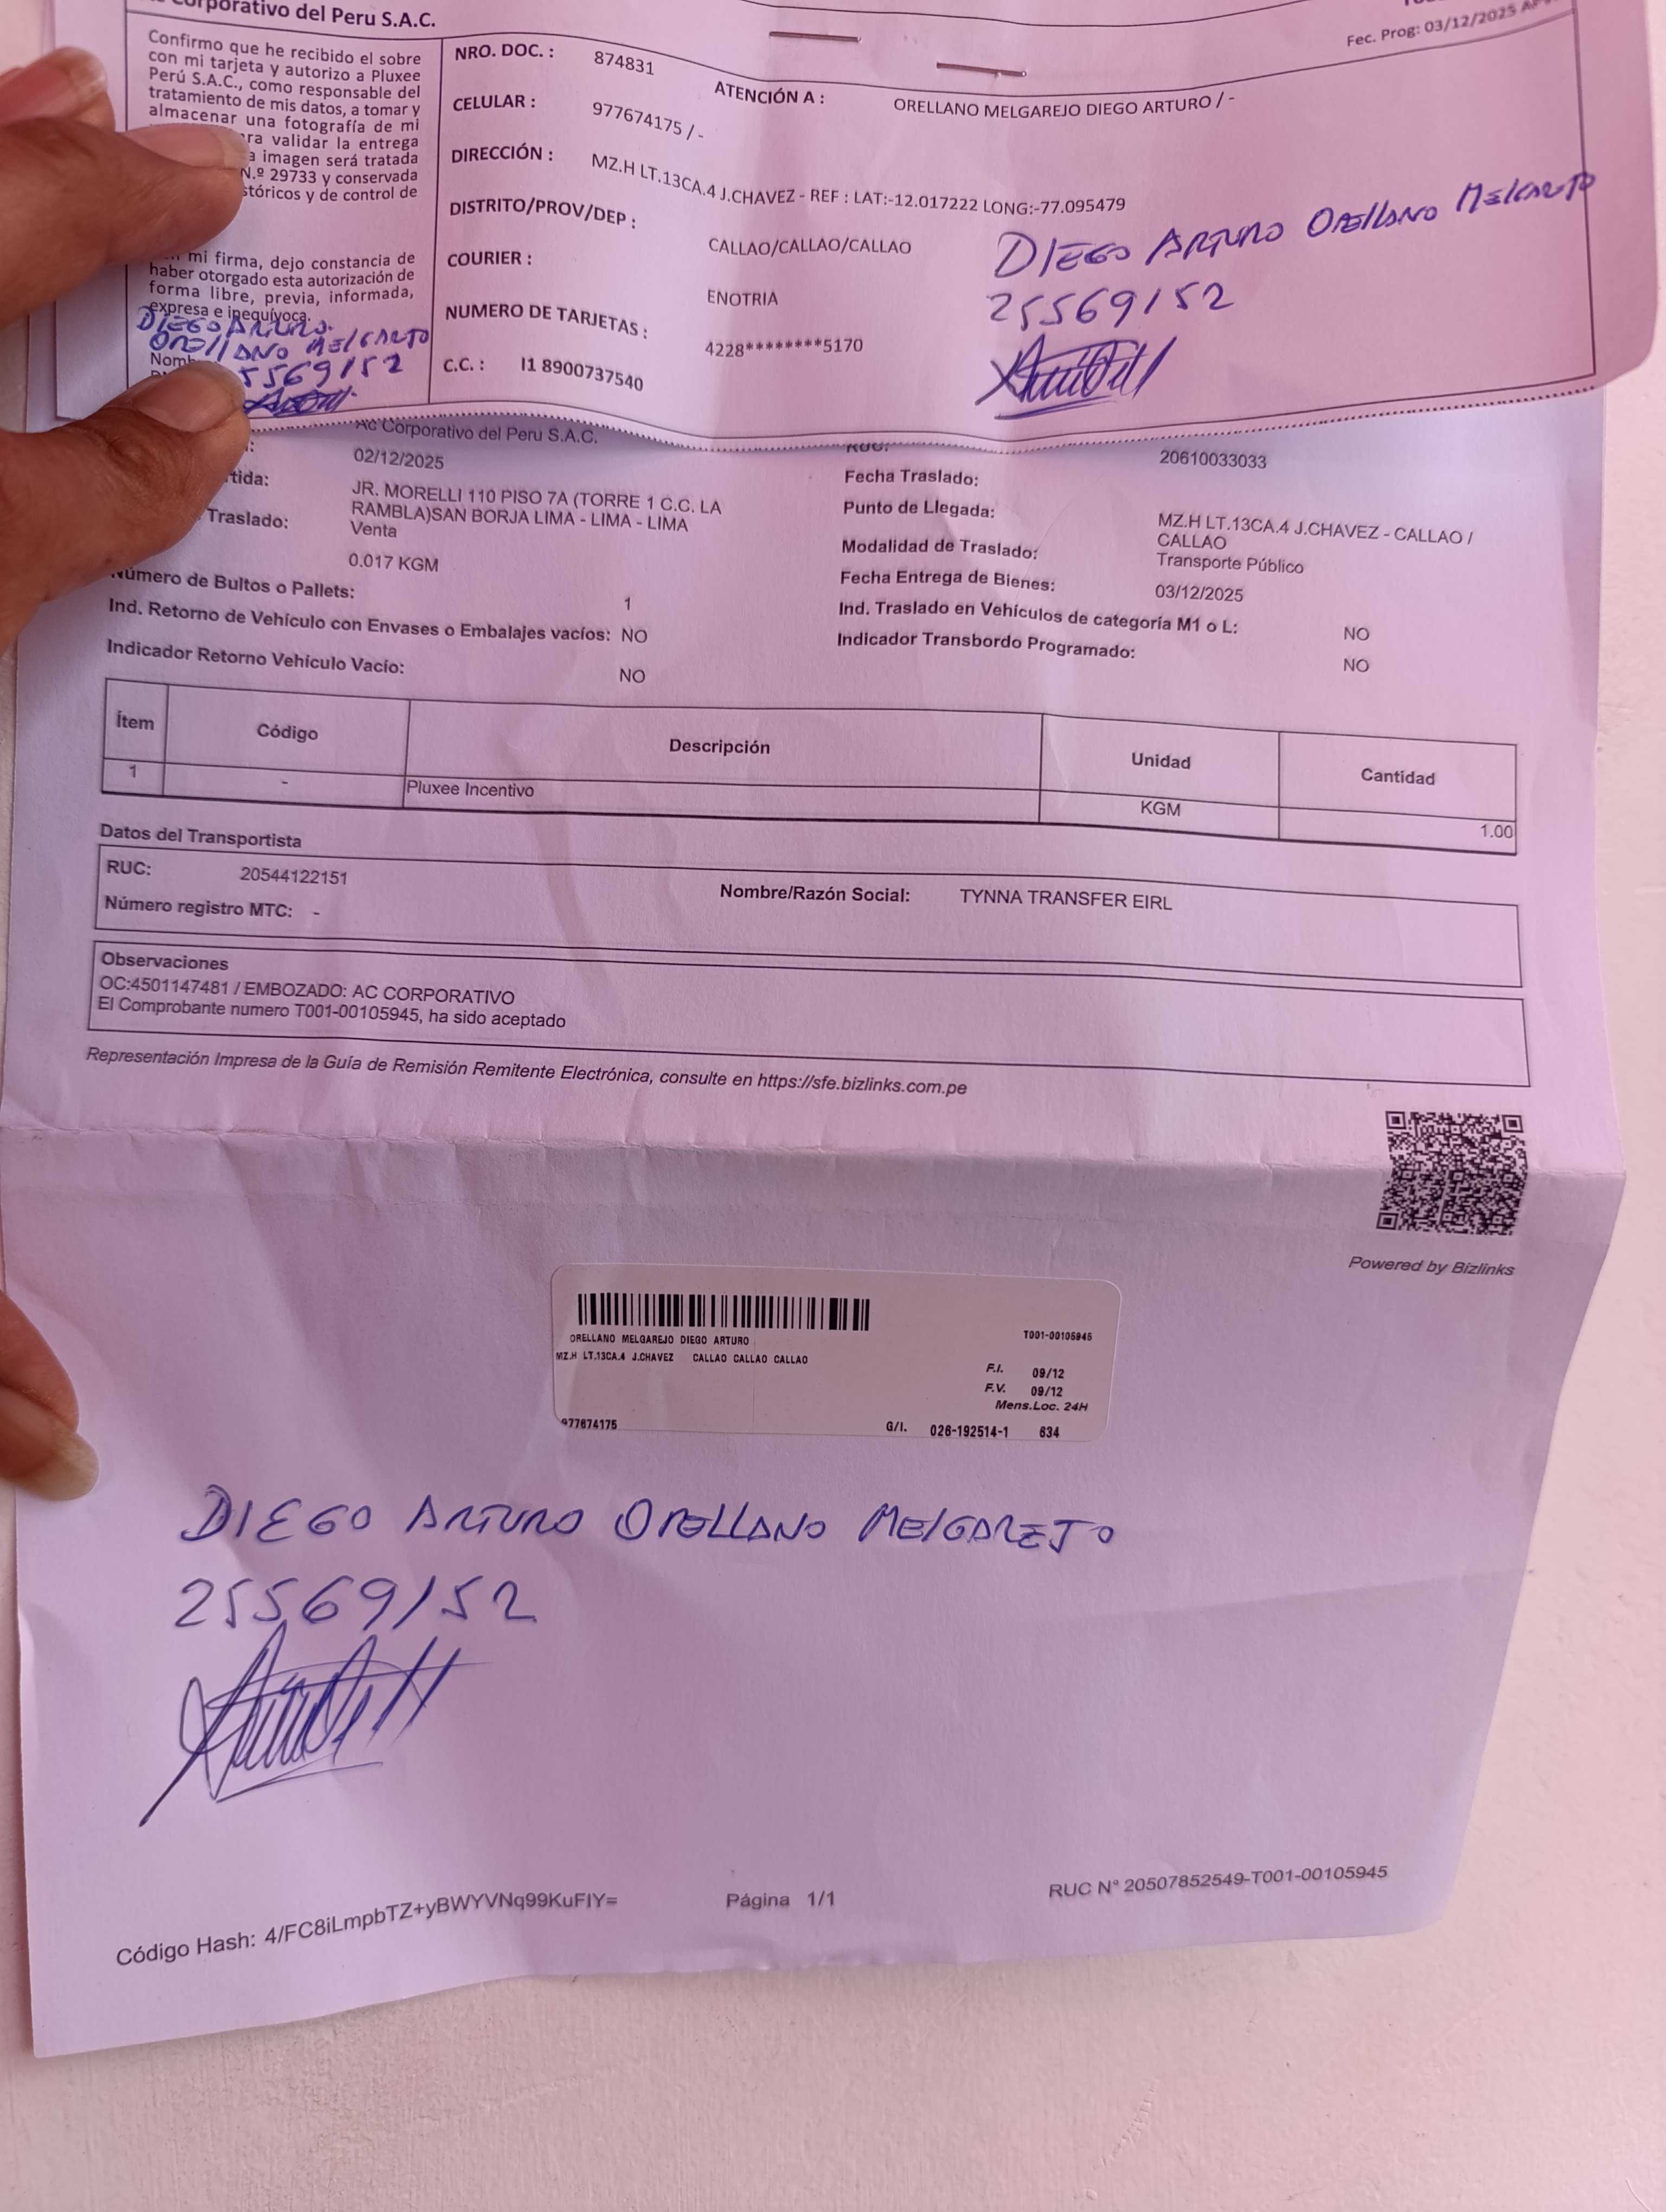 Corporativo del Peru S.A.C.
Fec. Prog: 03/12/2025
Confirmo que he recibido el sobre
con mi tarjeta y autorizo a Pluxee
Perú S.A.C., como responsable del
tratamiento de mis datos, a tomar y
almacenar una fotografía de mi
validar la entrega
imagen será tratada
N.º 29733 y conservada
y de control de
mi firma, dejo constancia de
haber otorgado esta autorización de
forma libre, previa, informada,
expresa e inequívoca.
DIEGO ARTURO
ORELLANO MELGAREJO
5569152
NRO. DOC. : 874831
ATENCIÓN A : ORELLANO MELGAREJO DIEGO ARTURO / -
CELULAR : 977674175 / -
DIRECCIÓN : MZ.H LT.13CA.4 J.CHAVEZ - REF : LAT:-12.017222 LONG:-77.095479
DISTRITO/PROV/DEP : CALLAO/CALLAO/CALLAO
COURIER : ENOTRIA
NUMERO DE TARJETAS : 4228********5170
C.C. : I1 8900737540
DIEGO ARTURO ORELLANO MELGAREJO
25569152
Ac Corporativo del Peru S.A.C.
RUC: 20610033033
02/12/2025
Fecha Traslado:
JR. MORELLI 110 PISO 7A (TORRE 1 C.C. LA
RAMBLA)SAN BORJA LIMA - LIMA - LIMA
Punto de Llegada: MZ.H LT.13CA.4 J.CHAVEZ - CALLAO /
CALLAO
Traslado: Venta
Modalidad de Traslado: Transporte Público
0.017 KGM
Fecha Entrega de Bienes: 03/12/2025
Número de Bultos o Pallets: 1
Ind. Traslado en Vehículos de categoría M1 o L: NO
Ind. Retorno de Vehículo con Envases o Embalajes vacíos: NO
Indicador Transbordo Programado: NO
Indicador Retorno Vehículo Vacío: NO
Ítem Código Descripción Unidad Cantidad
1 - Pluxee Incentivo KGM 1.00
Datos del Transportista
RUC: 20544122151 Nombre/Razón Social: TYNNA TRANSFER EIRL
Número registro MTC: -
Observaciones
OC:4501147481 / EMBOZADO: AC CORPORATIVO
El Comprobante numero T001-00105945, ha sido aceptado
Representación Impresa de la Guía de Remisión Remitente Electrónica, consulte en https://sfe.bizlinks.com.pe
Powered by Bizlinks
ORELLANO MELGAREJO DIEGO ARTURO T001-00105945
MZ.H LT.13CA.4 J.CHAVEZ CALLAO CALLAO CALLAO
F.I. 09/12
F.V. 09/12
Mens.Loc. 24H
977674175 G/I. 026-192514-1 634
DIEGO ARTURO ORELLANO MELGAREJO
25569152
Código Hash: 4/FC8iLmpbTZ+yBWYVNq99KuFIY= Página 1/1 RUC N° 20507852549-T001-00105945